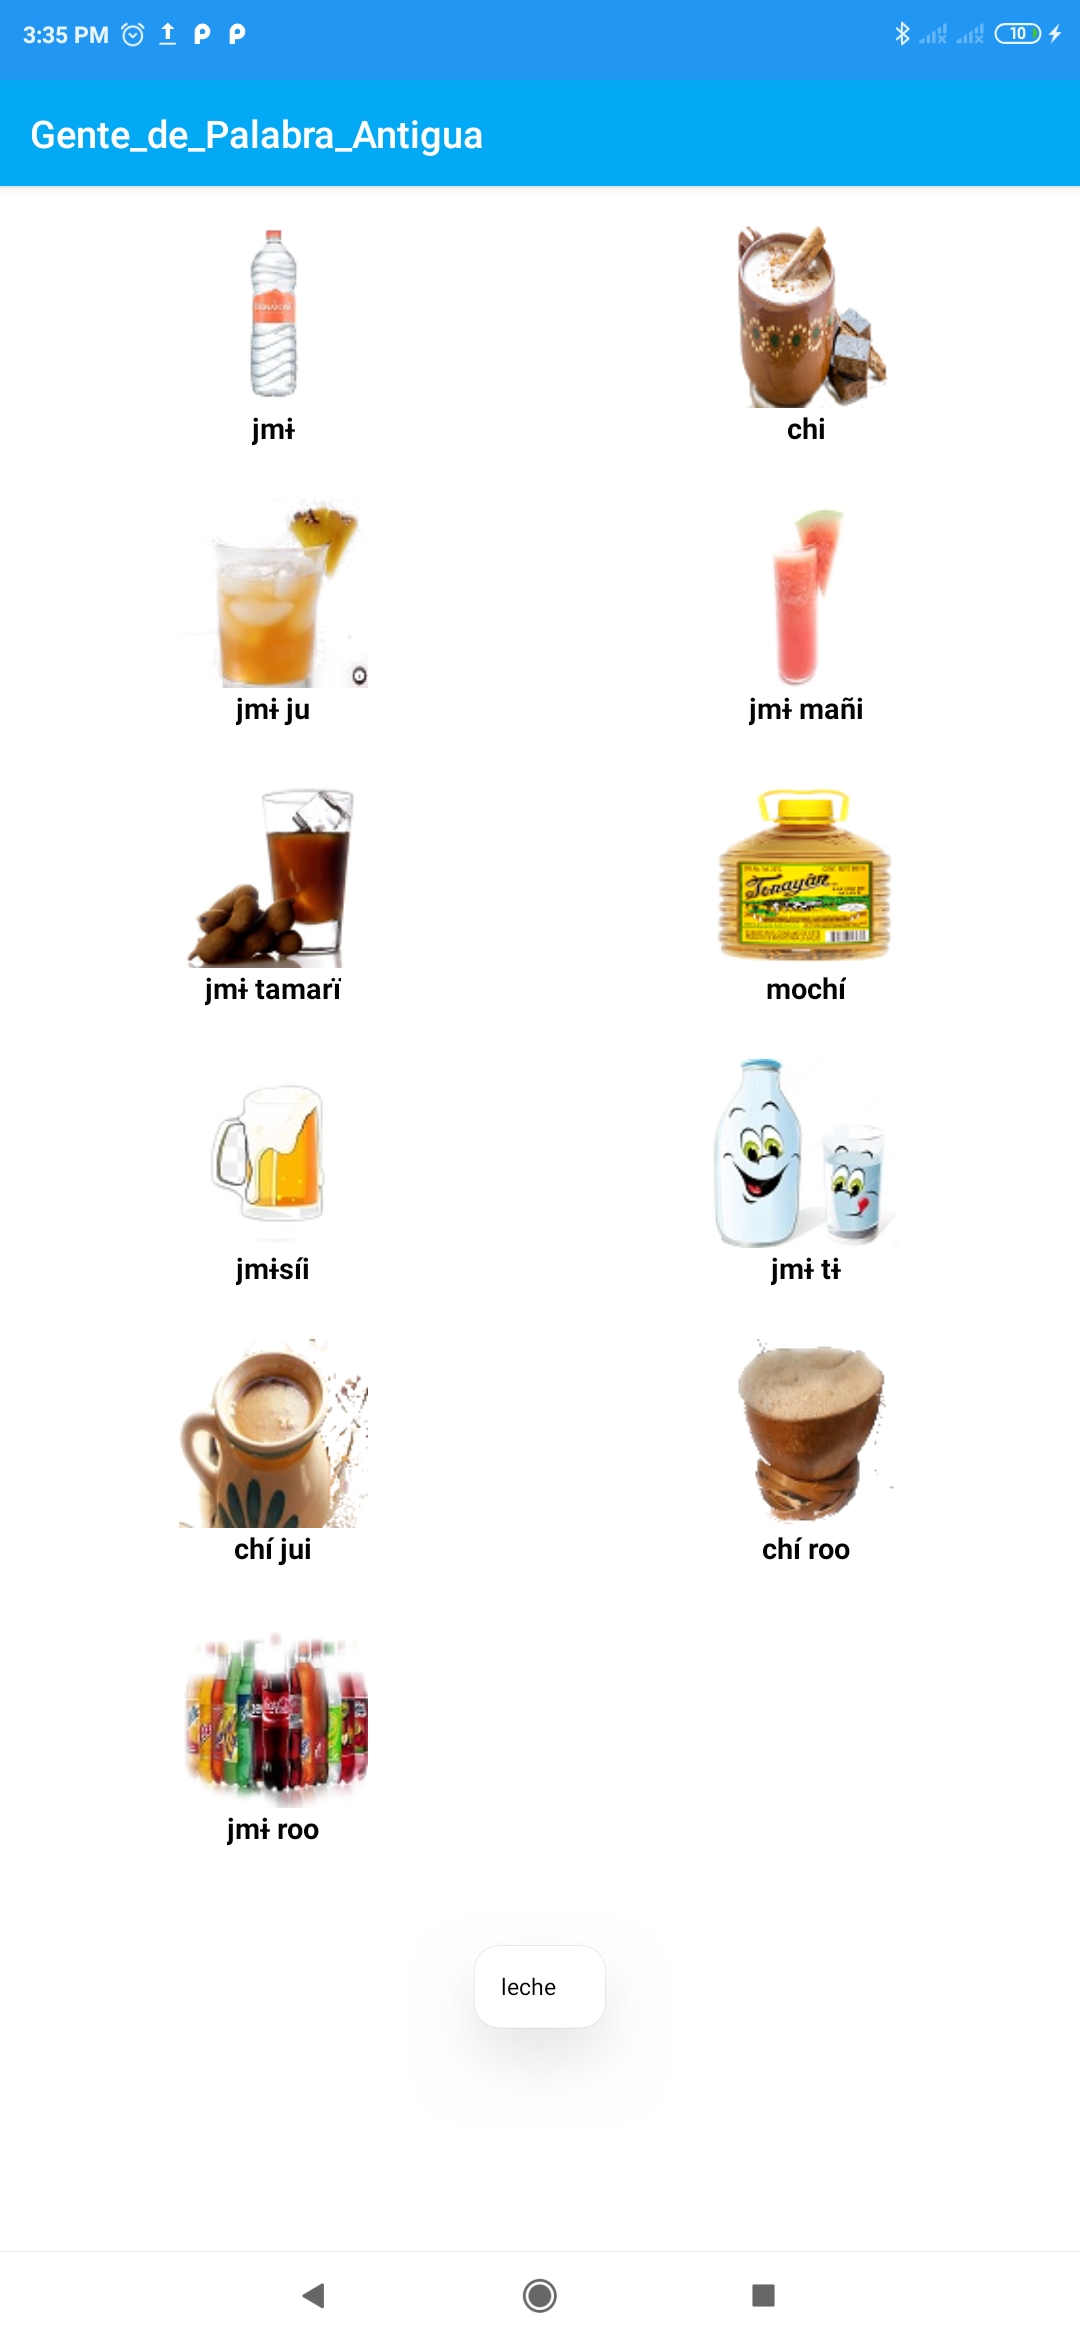 3:35 PM
10
Gente_de_Palabra_Antigua
jmɨ
chi
jmɨ ju
jmɨ mañi
jmɨ tamarï
Tonayán
mochí
jmɨsíi
jmɨ tɨ
chí jui
chí roo
jmɨ roo
leche